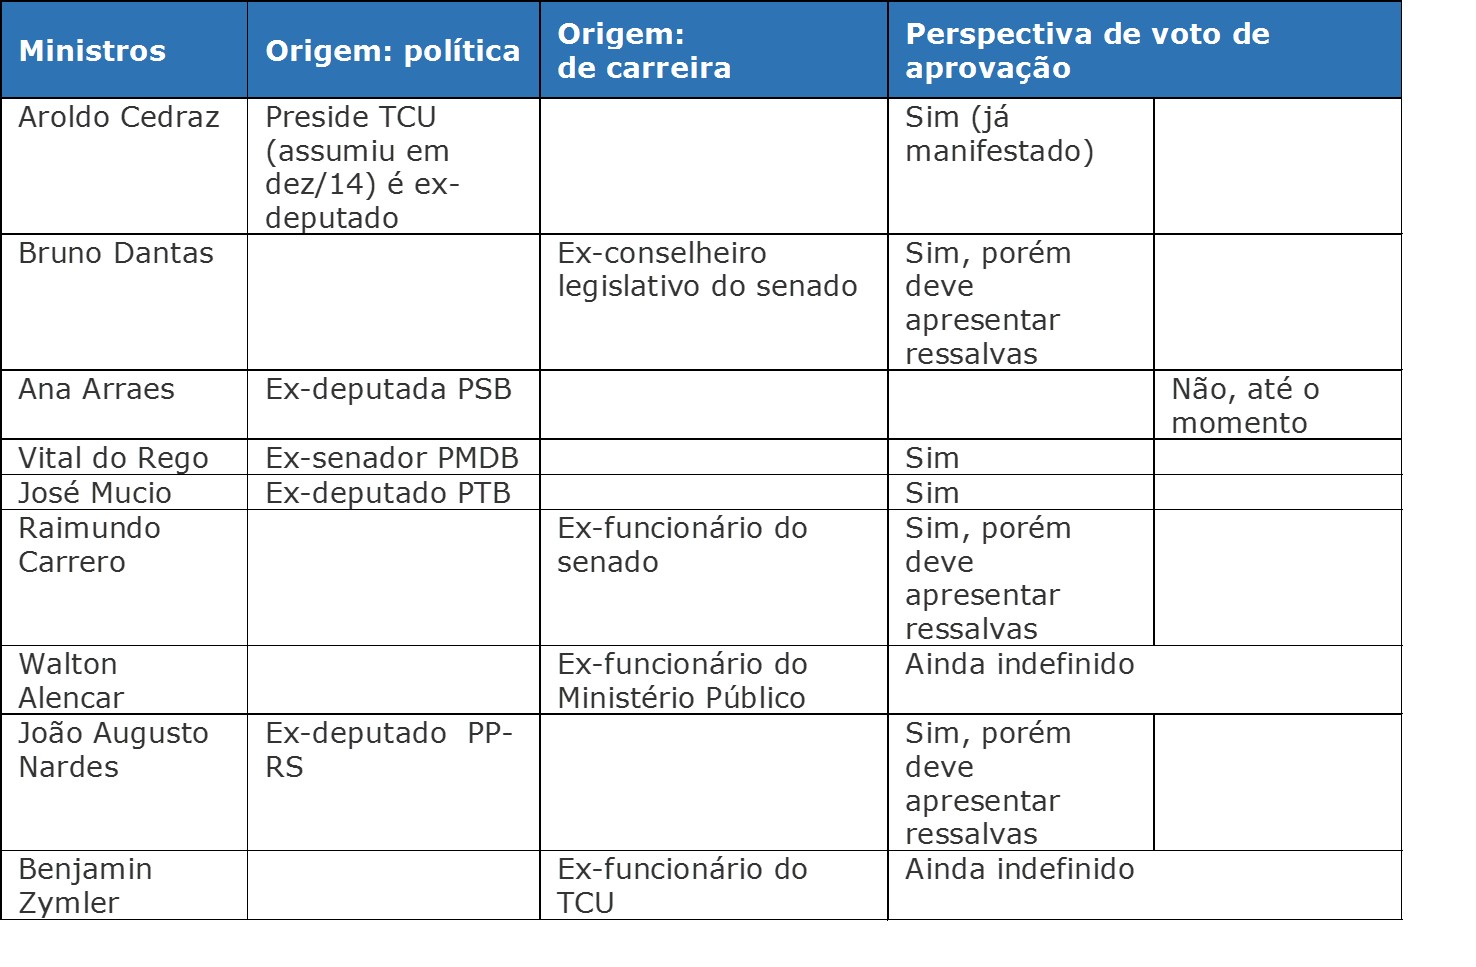 Ministros
Origem: política
Origem:
de carreira
Perspectiva de voto de
aprovação
Aroldo Cedraz
Preside TCU
(assumiu em
dez/14) é ex-
deputado
Sim (já
manifestado)
Bruno Dantas
Ex-conselheiro
legislativo do senado
Sim, porém
deve
apresentar
ressalvas
Ana Arraes
Ex-deputada PSB
Não, até o
momento
Vital do Rego
Ex-senador PMDB
Sim
José Mucio
Ex-deputado PTB
Sim
Raimundo
Carrero
Ex-funcionário do
senado
Sim, porém
deve
apresentar
ressalvas
Walton
Alencar
Ex-funcionário do
Ministério Público
Ainda indefinido
João Augusto
Nardes
Ex-deputado  PP-
RS
Sim, porém
deve
apresentar
ressalvas
Benjamin
Zymler
Ex-funcionário do
TCU
Ainda indefinido